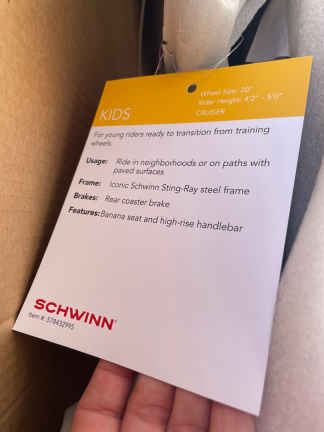 KIDS
Wheel Size: 20"
Rider Height: 4'2" - 5'0"
CRUISER
For young riders ready to transition from training
wheels.
Usage: Ride in neighborhoods or on paths with
paved surfaces
Frame: Iconic Schwinn Sting-Ray steel frame
Brakes: Rear coaster brake
Features:Banana seat and high-rise handlebar
SCHWINN
Item #: 578432995